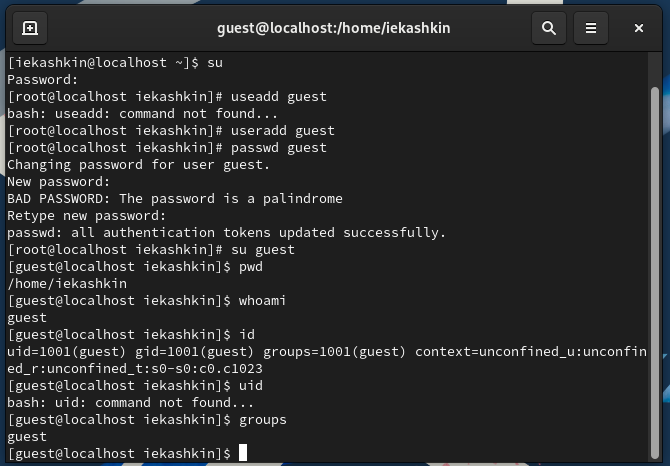 guest@localhost:/home/iekashkin
[iekashkin@localhost ~]$ su
Password:
[root@localhost iekashkin]# useadd guest
bash: useadd: command not found...
[root@localhost iekashkin]# useradd guest
[root@localhost iekashkin]# passwd guest
Changing password for user guest.
New password:
BAD PASSWORD: The password is a palindrome
Retype new password:
passwd: all authentication tokens updated successfully.
[root@localhost iekashkin]# su guest
[guest@localhost iekashkin]$ pwd
/home/iekashkin
[guest@localhost iekashkin]$ whoami
guest
[guest@localhost iekashkin]$ id
uid=1001(guest) gid=1001(guest) groups=1001(guest) context=unconfined_u:unconfin
ed_r:unconfined_t:s0-s0:c0.c1023
[guest@localhost iekashkin]$ uid
bash: uid: command not found...
[guest@localhost iekashkin]$ groups
guest
[guest@localhost iekashkin]$